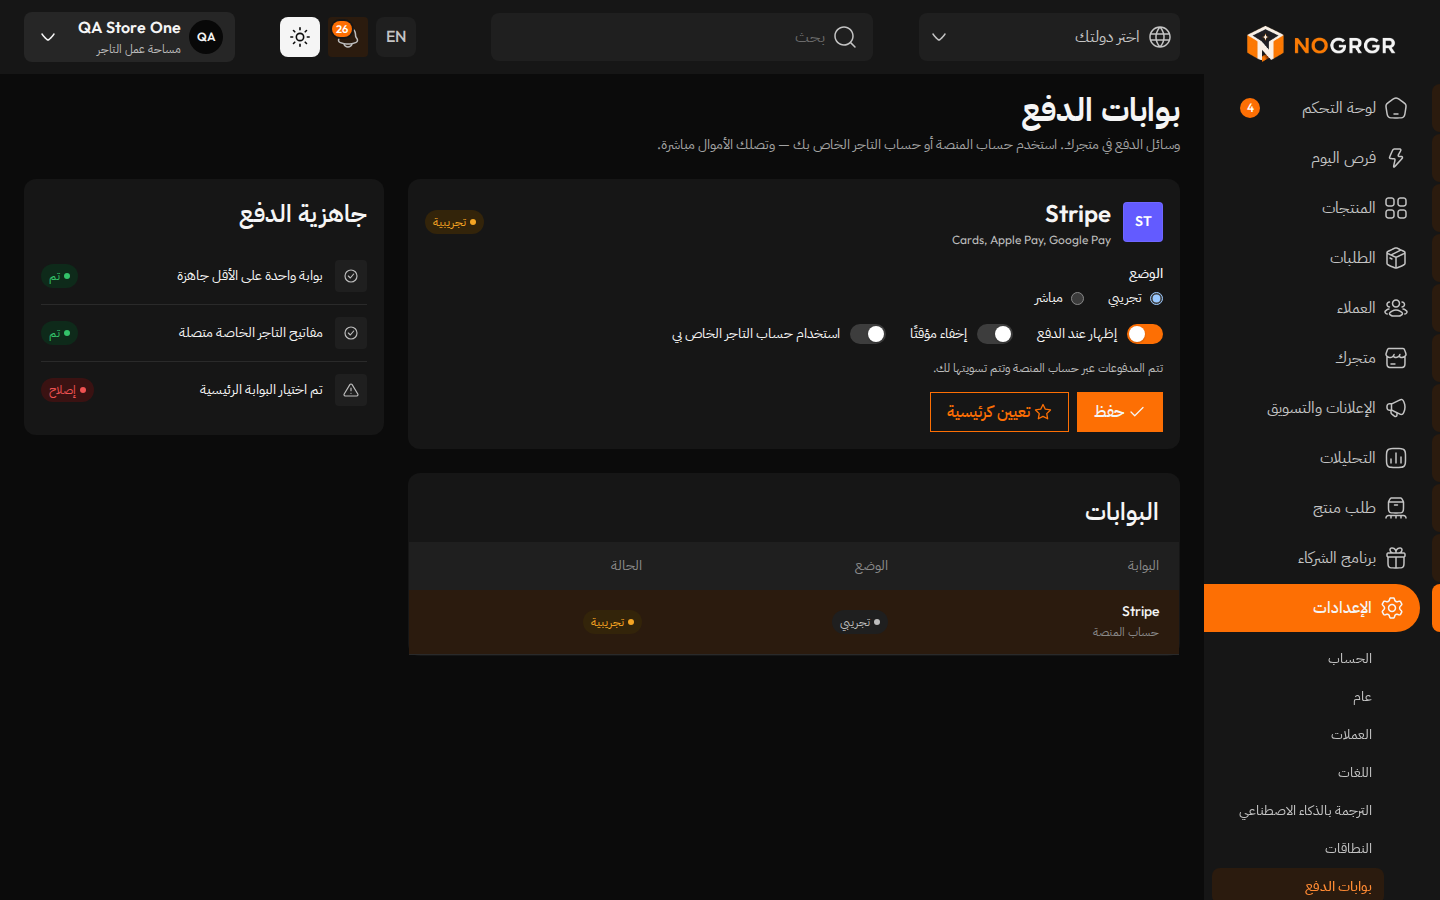 NOGRGR
اختر دولتك
بحث
EN
26
QA Store One
مساحة عمل التاجر
QA
لوحة التحكم
4
فرص اليوم
المنتجات
الطلبات
العملاء
متجرك
الإعلانات والتسويق
التحليلات
طلب منتج
برنامج الشركاء
الإعدادات
الحساب
عام
العملات
اللغات
الترجمة بالذكاء الاصطناعي
النطاقات
بوابات الدفع
بوابات الدفع
وسائل الدفع في متجرك. استخدم حساب المنصة أو حساب التاجر الخاص بك — وتصلك الأموال مباشرة.
ST
Stripe
Cards, Apple Pay, Google Pay
تجريبية
الوضع
تجريبي
مباشر
إظهار عند الدفع
إخفاء مؤقتًا
استخدام حساب التاجر الخاص بي
تتم المدفوعات عبر حساب المنصة وتتم تسويتها لك.
حفظ
تعيين كرئيسية
البوابات
البوابة الوضع الحالة
Stripe
حساب المنصة
تجريبي
تجريبية
جاهزية الدفع
بوابة واحدة على الأقل جاهزة
تم
مفاتيح التاجر الخاصة متصلة
تم
تم اختيار البوابة الرئيسية
إصلاح